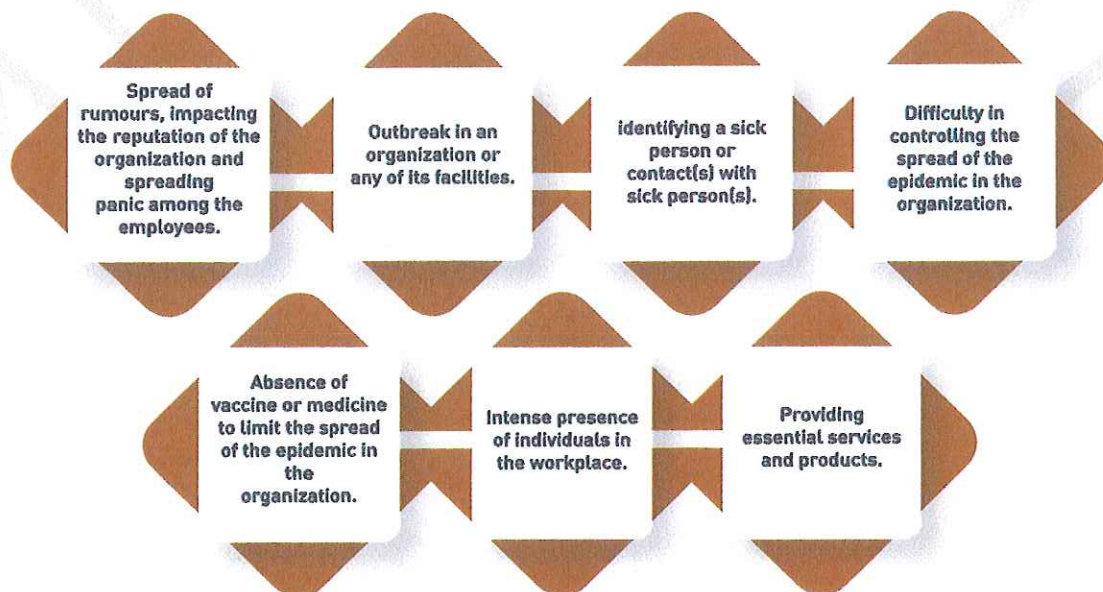 Spread of
rumours, impacting
the reputation of the
organization and
spreading
panic among the
employees.
Outbreak in an
organization or
any of its facilities.
identifying a sick
person or
contact(s) with
sick person(s).
Difficulty in
controlling the
spread of the
epidemic in the
organization.
Absence of
vaccine or medicine
to limit the spread
of the epidemic in
the
organization.
Intense presence
of individuals in
the workplace.
Providing
essential services
and products.